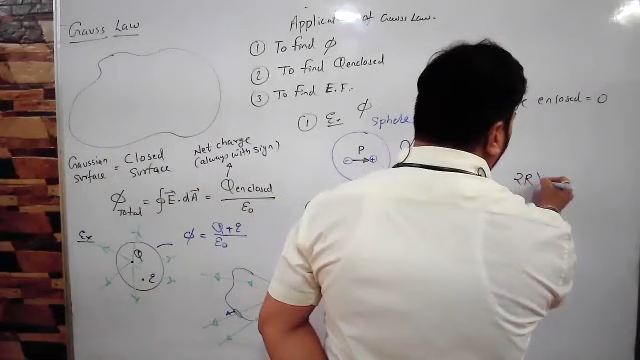 Gauss Law
Application of Gauss Law.
① To find φ
② To find Qenclosed
③ To find E.F.
① Ex φ
Sphere
P
- +
enclosed = 0
2R
Gaussian Surface = Closed Surface
Net charge
(always with sign)
φTotal = ∮E⃗.dA⃗ = Qenclosed / ε0
Ex
Q
q
φ = Q+q / ε0